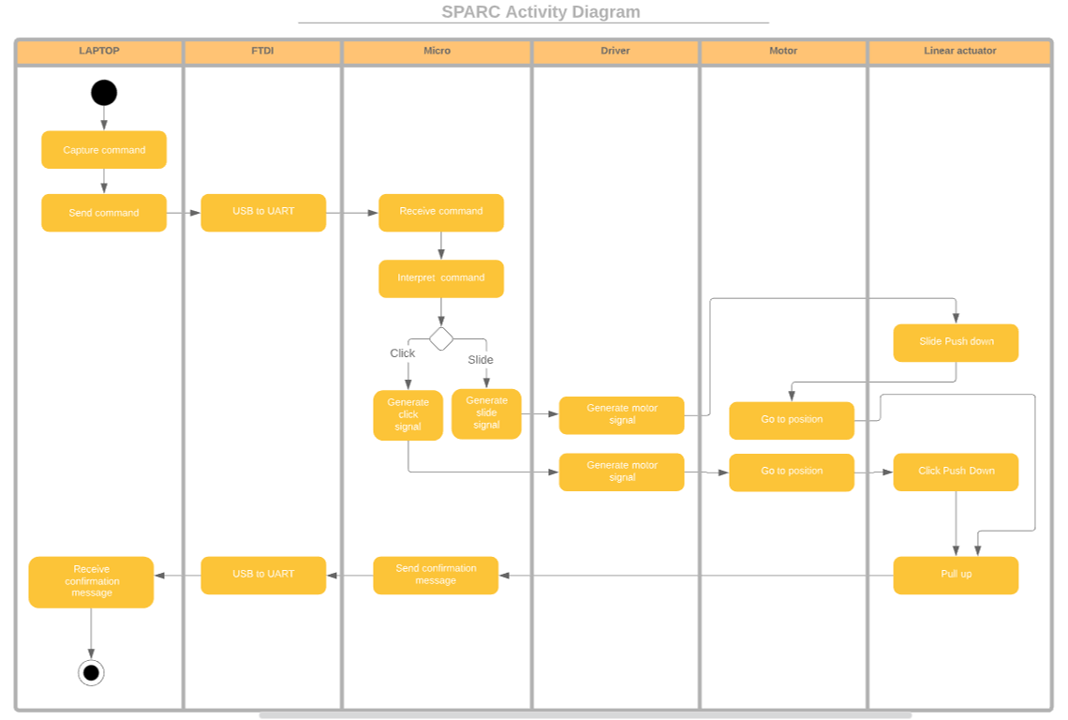 SPARC Activity Diagram
LAPTOP
FTDI
Micro
Driver
Motor
Linear actuator
Capture command
Send command
USB to UART
Receive command
Interpret command
Click
Slide
Generate
click
signal
Generate
slide
signal
Generate motor
signal
Slide Push down
Go to position
Generate motor
signal
Go to position
Click Push Down
Pull up
Send confirmation
message
USB to UART
Receive
confirmation
message